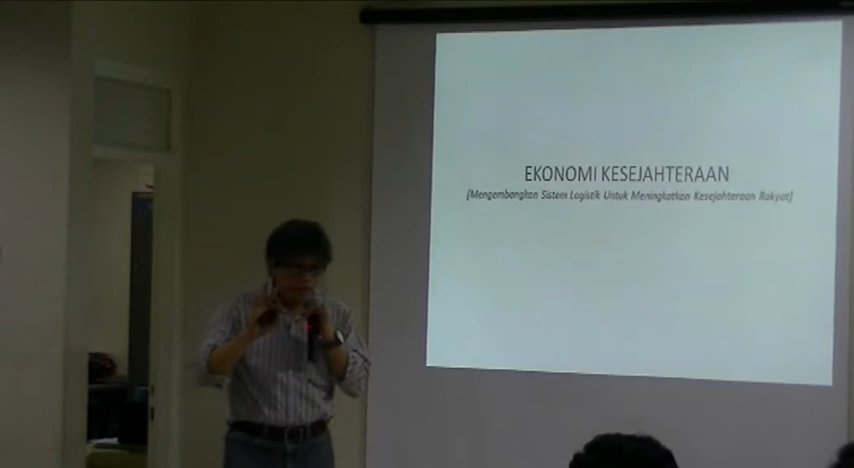 EKONOMI KESEJAHTERAAN
[Mengembangkan Sistem Logistik Untuk Meningkatkan Kesejahteraan Rakyat]